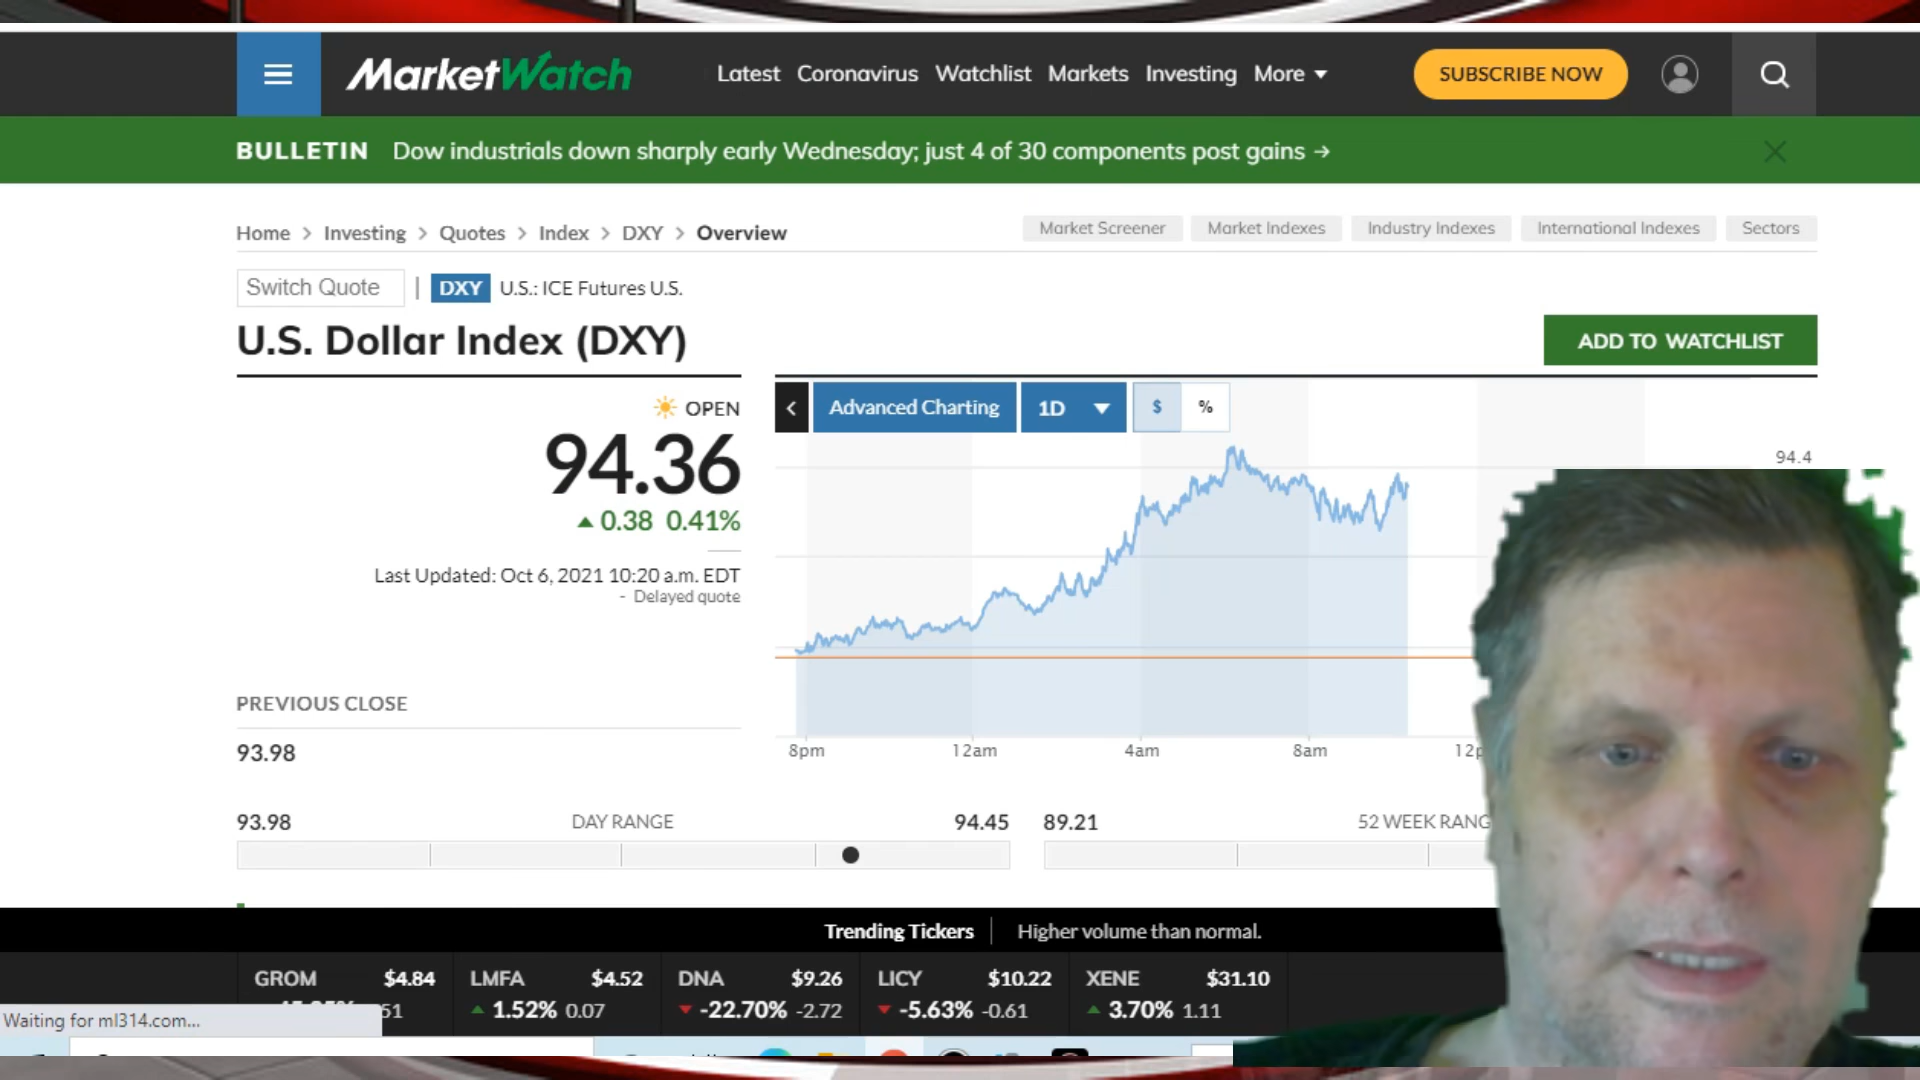 MarketWatch
Latest Coronavirus Watchlist Markets Investing More
SUBSCRIBE NOW
BULLETIN Dow industrials down sharply early Wednesday; just 4 of 30 components post gains →
Home > Investing > Quotes > Index > DXY > Overview
Market Screener Market Indexes Industry Indexes International Indexes Sectors
Switch Quote | DXY U.S.: ICE Futures U.S.
U.S. Dollar Index (DXY)
ADD TO WATCHLIST
OPEN
94.36
0.38 0.41%
Last Updated: Oct 6, 2021 10:20 a.m. EDT
- Delayed quote
Advanced Charting 1D $ %
94.4
8pm 12am 4am 8am
PREVIOUS CLOSE
93.98
93.98 DAY RANGE 94.45
89.21 52 WEEK
Trending Tickers | Higher volume than normal.
GROM $4.84
LMFA $4.52
1.52% 0.07
DNA $9.26
-22.70% -2.72
LICY $10.22
-5.63% -0.61
XENE $31.10
3.70% 1.11
Waiting for ml314.com...